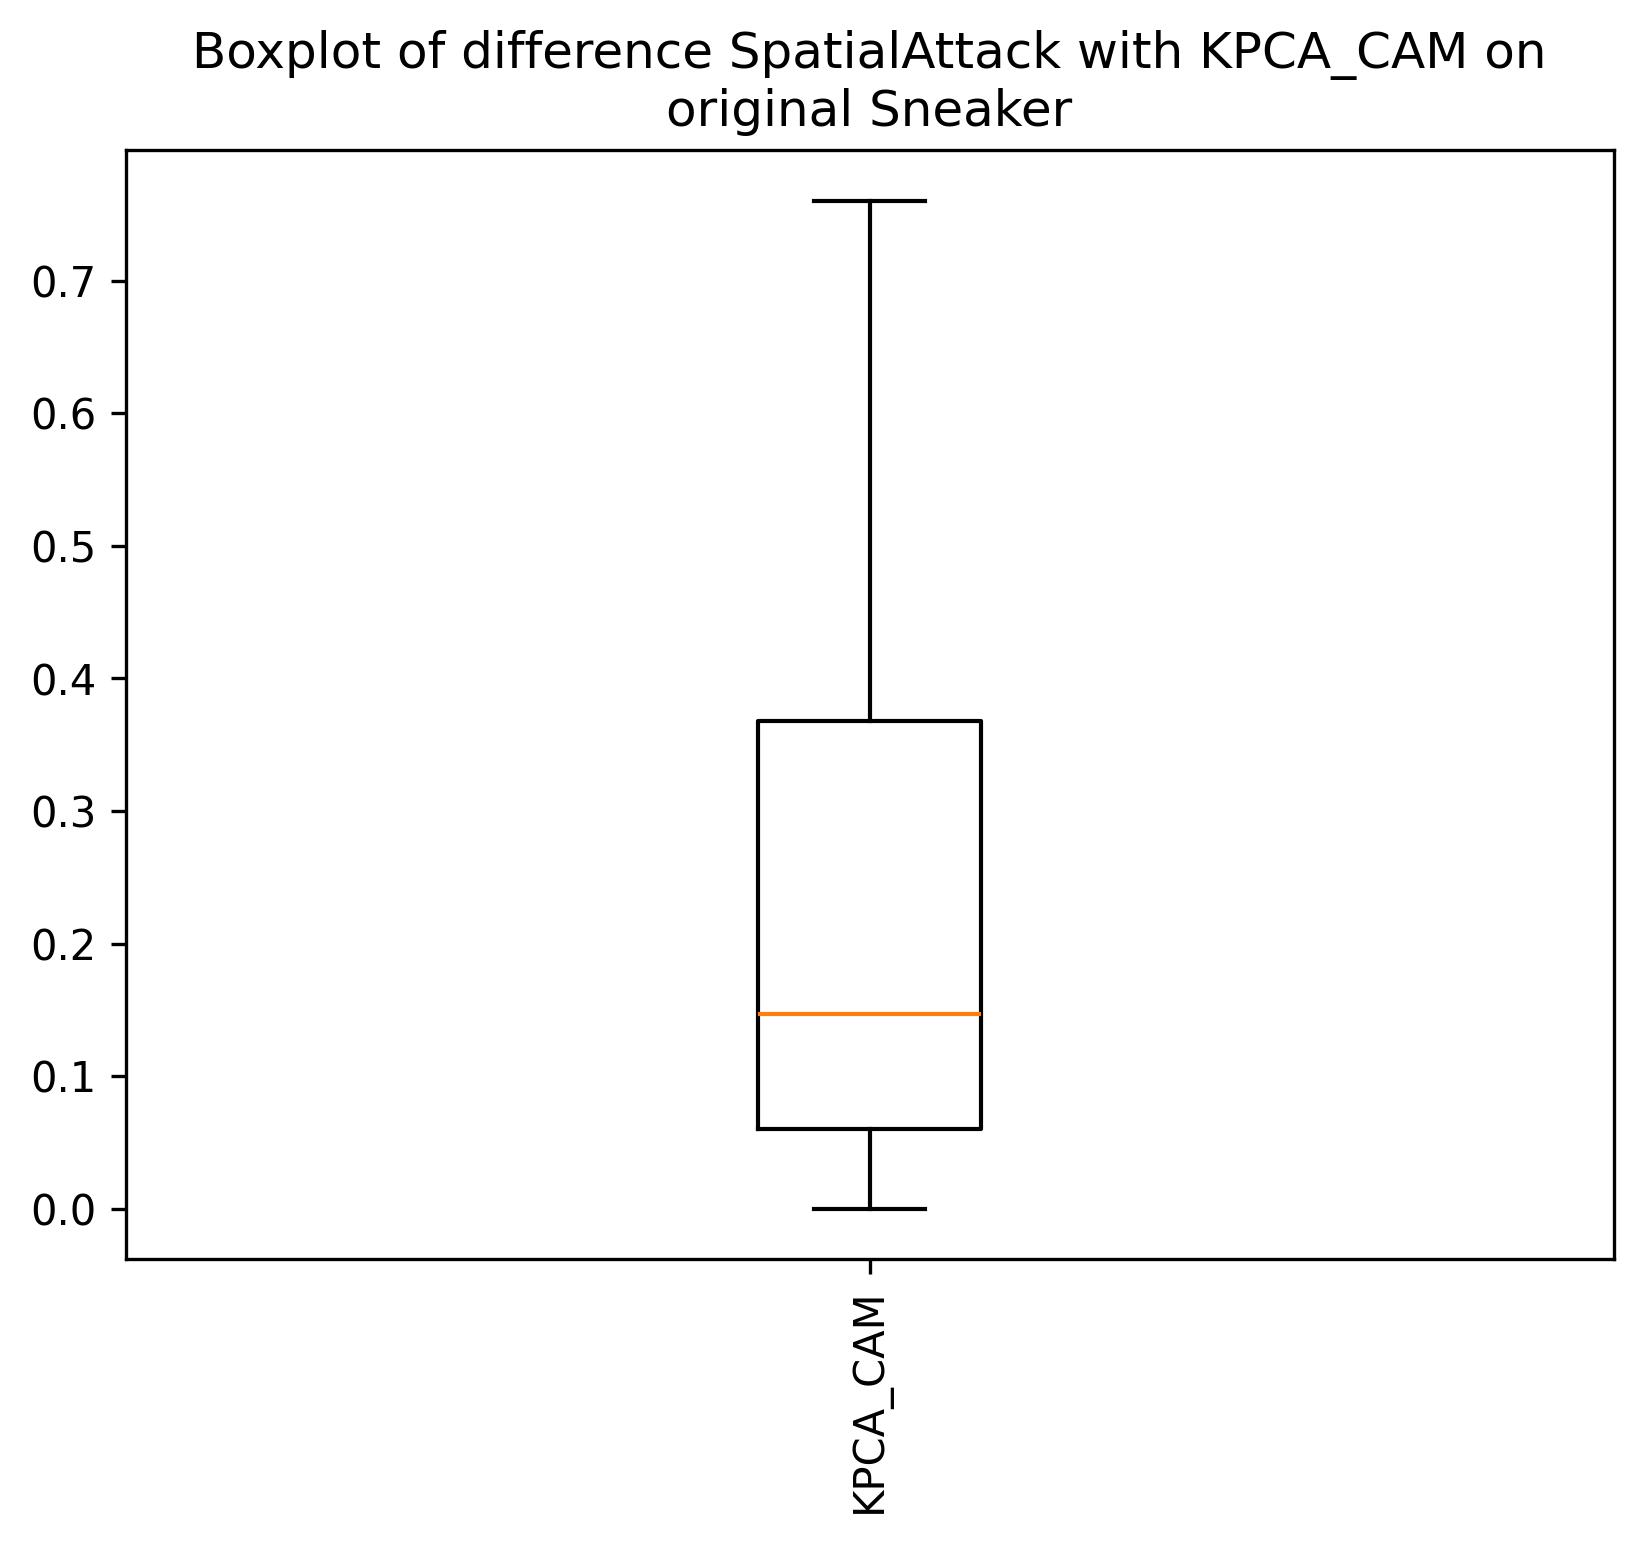 Boxplot of difference SpatialAttack with KPCA_CAM on
original Sneaker
0.7
0.6
0.5
0.4
0.3
0.2
0.1
0.0
KPCA_CAM